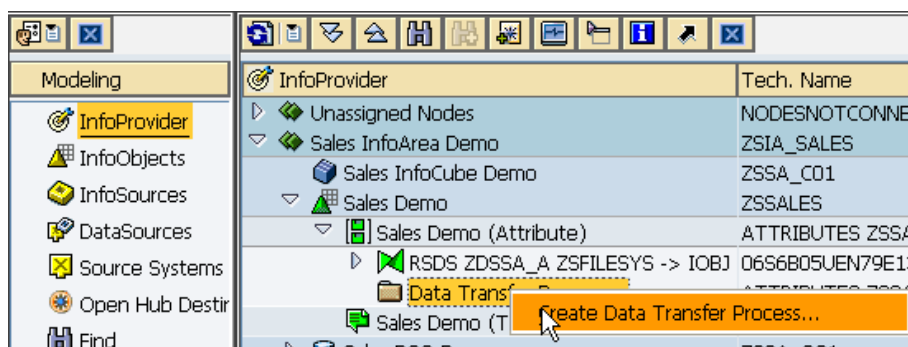 Modeling
InfoProvider
InfoObjects
InfoSources
DataSources
Source Systems
Open Hub Destir
Find
InfoProvider Tech. Name
Unassigned Nodes NODESNOTCONNE
Sales InfoArea Demo ZSIA_SALES
Sales InfoCube Demo ZSSA_C01
Sales Demo ZSSALES
Sales Demo (Attribute) ATTRIBUTES ZSSA
RSDS ZDSSA_A ZSFILESYS -> IOBJ 06S6B05UEN79E1
Data Transf
Create Data Transfer Process...
Sales Demo (T